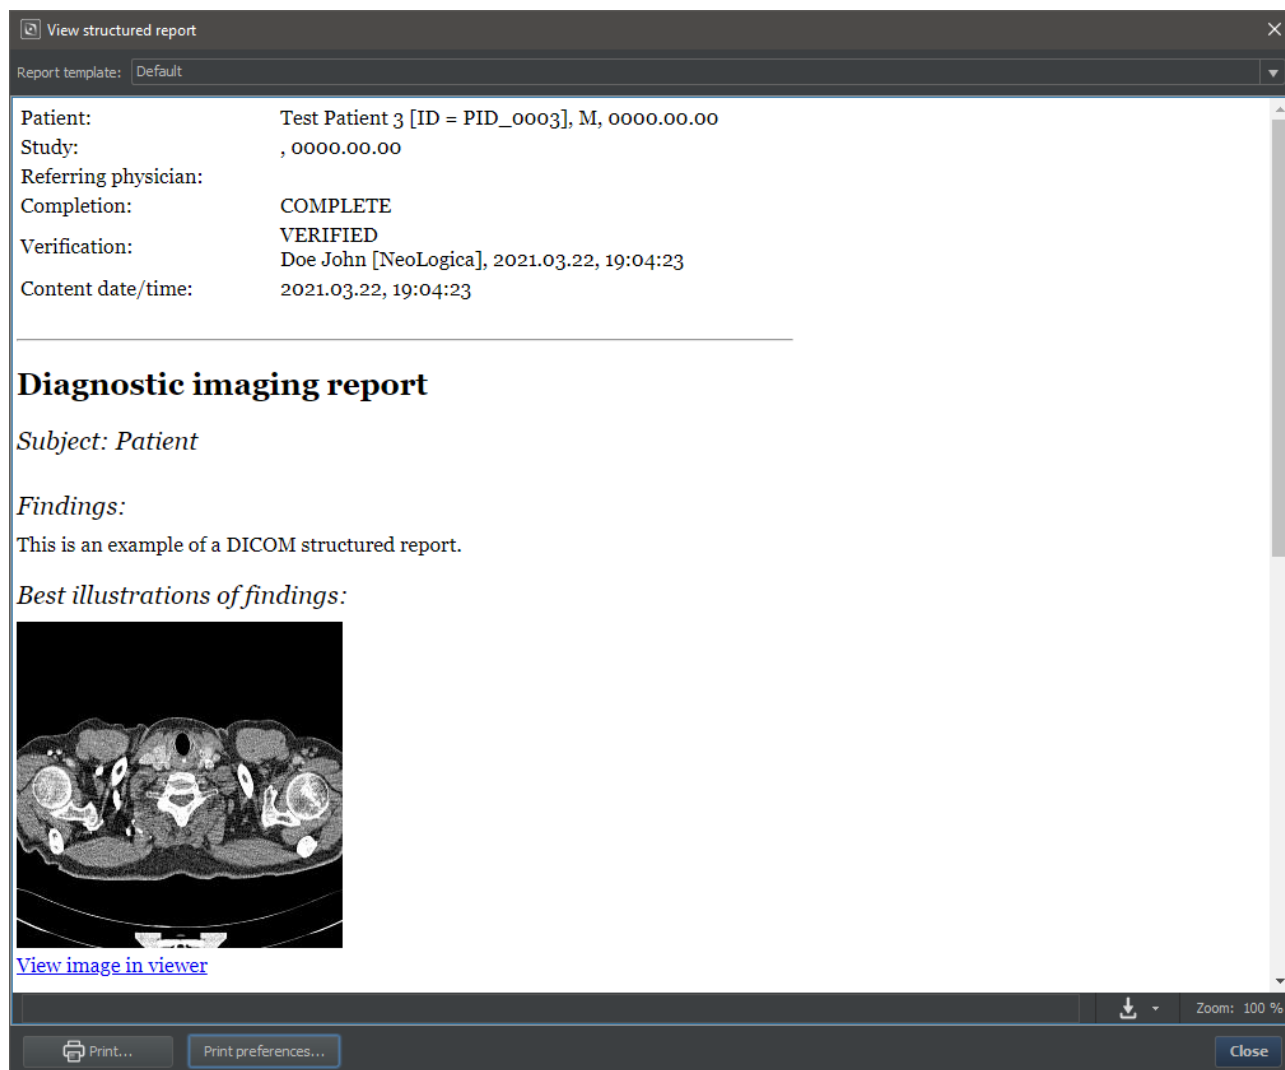 View structured report
Report template: Default
Patient: Test Patient 3 [ID = PID_0003], M, 0000.00.00
Study: , 0000.00.00
Referring physician:
Completion: COMPLETE
Verification: VERIFIED
Doe John [NeoLogica], 2021.03.22, 19:04:23
Content date/time: 2021.03.22, 19:04:23
Diagnostic imaging report
Subject: Patient
Findings:
This is an example of a DICOM structured report.
Best illustrations of findings:
View image in viewer
Zoom: 100 %
Print... Print preferences... Close